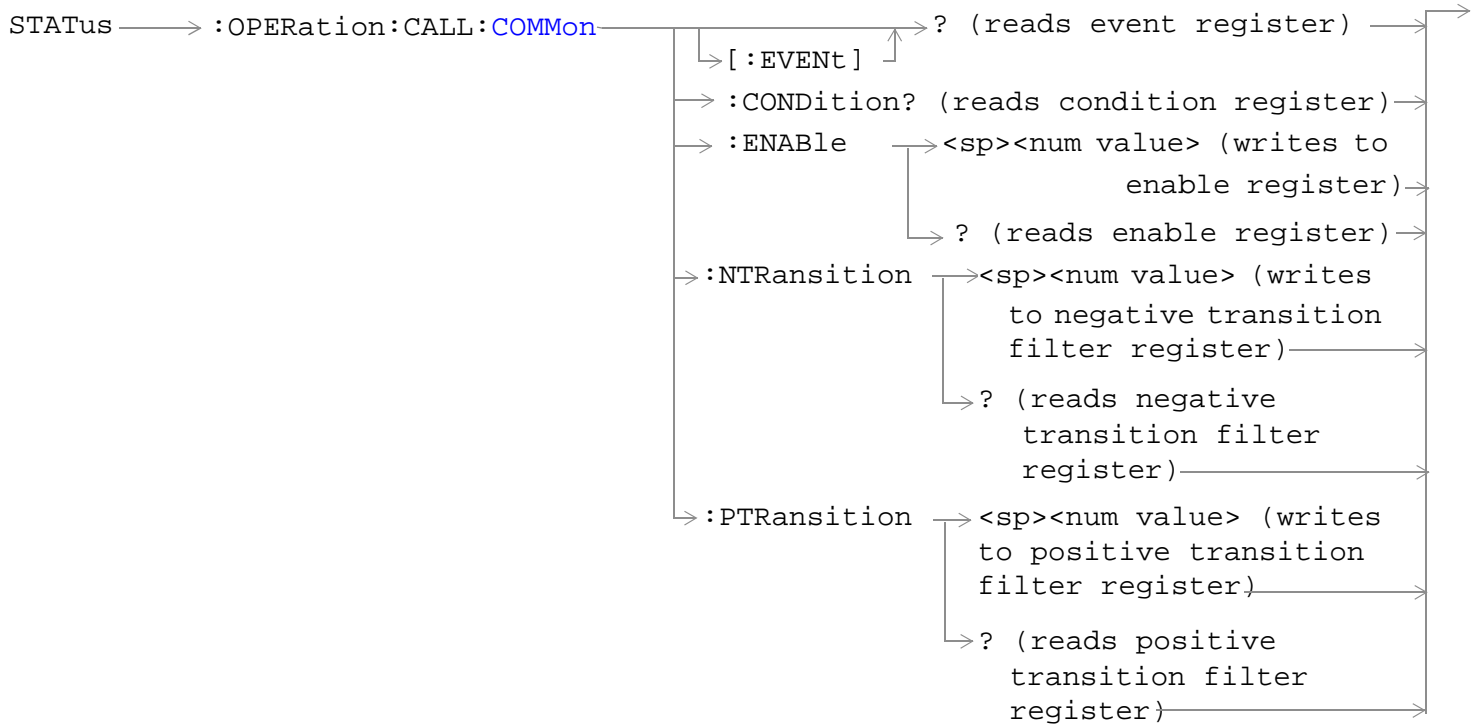 STATus :OPERation:CALL:COMMon ? (reads event register)
[:EVENt]
:CONDition? (reads condition register)
:ENABle <sp><num value> (writes to
enable register)
? (reads enable register)
:NTRansition <sp><num value> (writes
to negative transition
filter register)
? (reads negative
transition filter
register)
:PTRansition <sp><num value> (writes
to positive transition
filter register)
? (reads positive
transition filter
register)